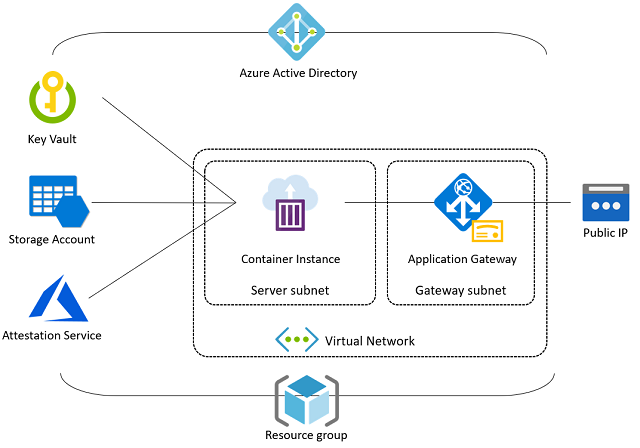 Azure Active Directory
Key Vault
Storage Account
Attestation Service
Container Instance
Server subnet
Application Gateway
Gateway subnet
Public IP
Virtual Network
Resource group